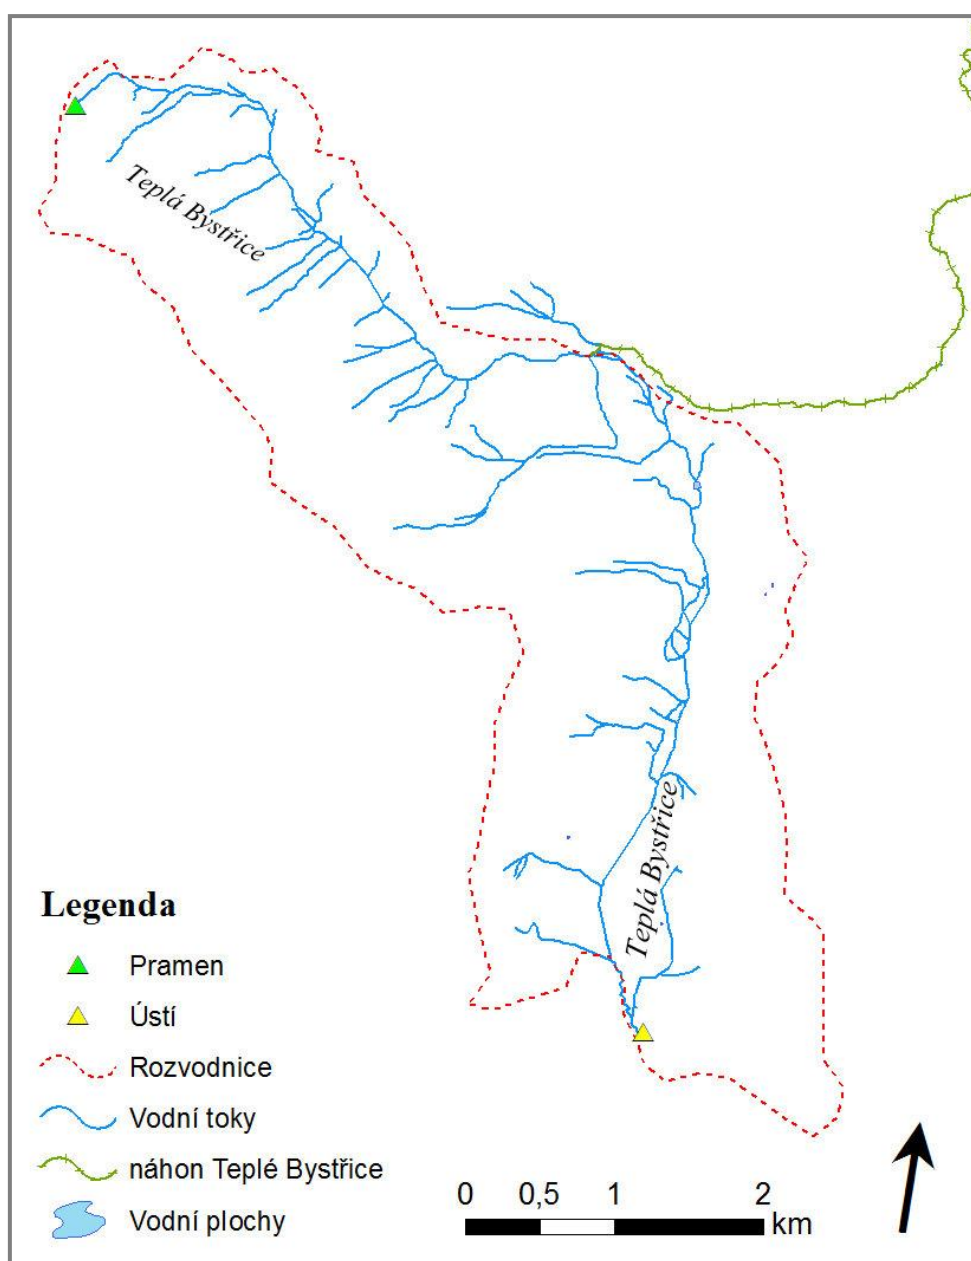 Teplá Bystřice
Teplá Bystřice
Legenda
Pramen
Ústí
Rozvodnice
Vodní toky
náhon Teplé Bystřice
Vodní plochy
0 0,5 1 2
km